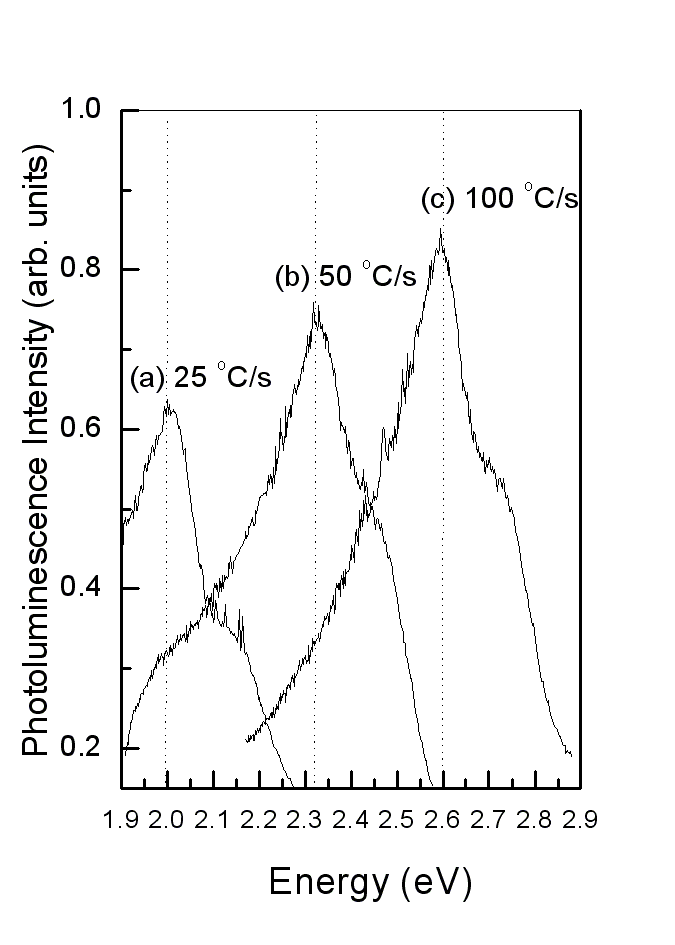 1.0
(c) 100 °C/s
0.8
(b) 50 °C/s
(a) 25 °C/s
0.6
0.4
0.2
Photoluminescence Intensity (arb. units)
1.9 2.0 2.1 2.2 2.3 2.4 2.5 2.6 2.7 2.8 2.9
Energy (eV)